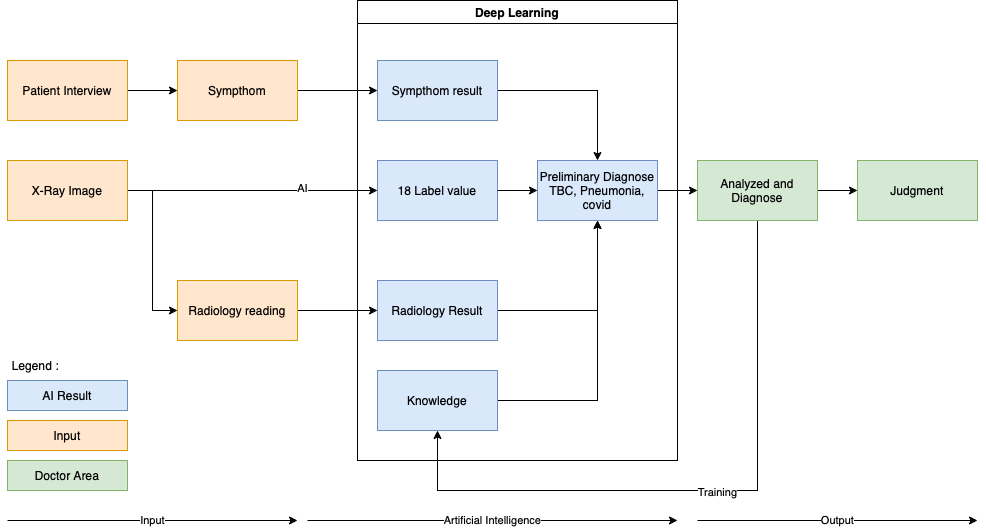 Deep Learning
Patient Interview
Sympthom
Sympthom result
X-Ray Image
AI
18 Label value
Preliminary Diagnose
TBC, Pneumonia,
covid
Analyzed and
Diagnose
Judgment
Radiology reading
Radiology Result
Legend :
AI Result
Knowledge
Input
Doctor Area
Training
Input
Artificial Intelligence
Output